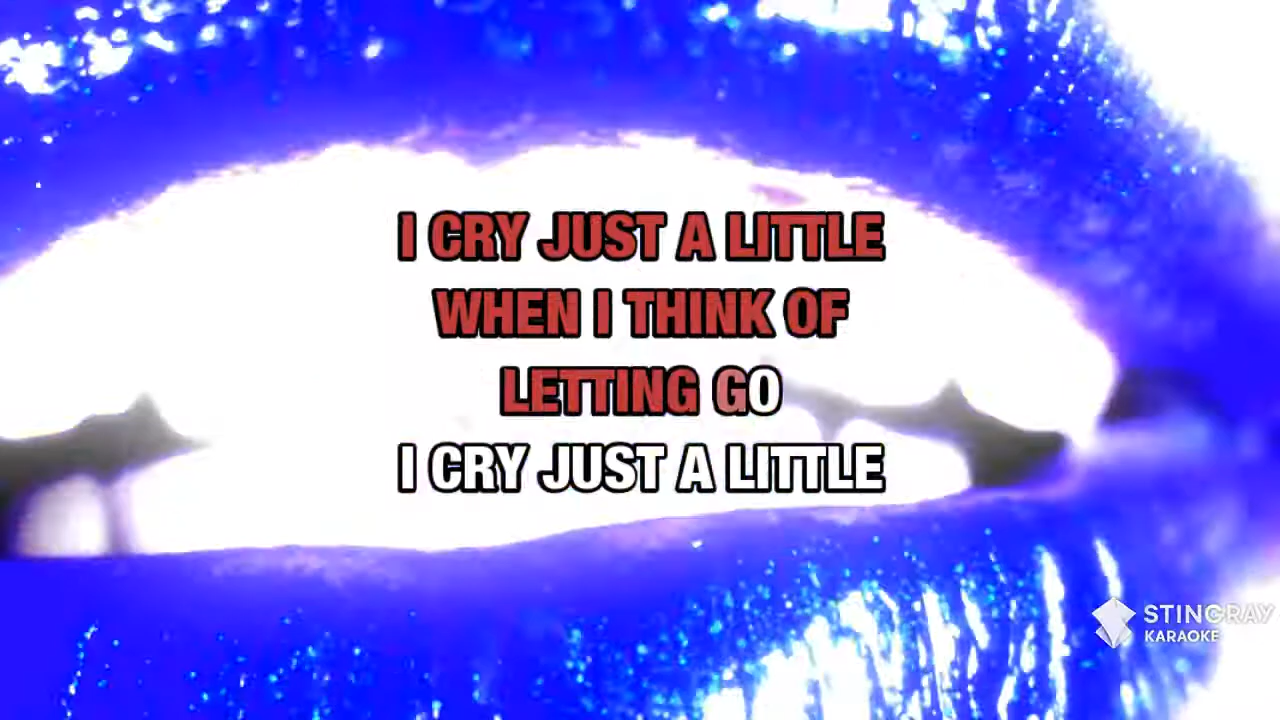 I CRY JUST A LITTLE
WHEN I THINK OF
LETTING GO
I CRY JUST A LITTLE
STINGRAY
KARAOKE